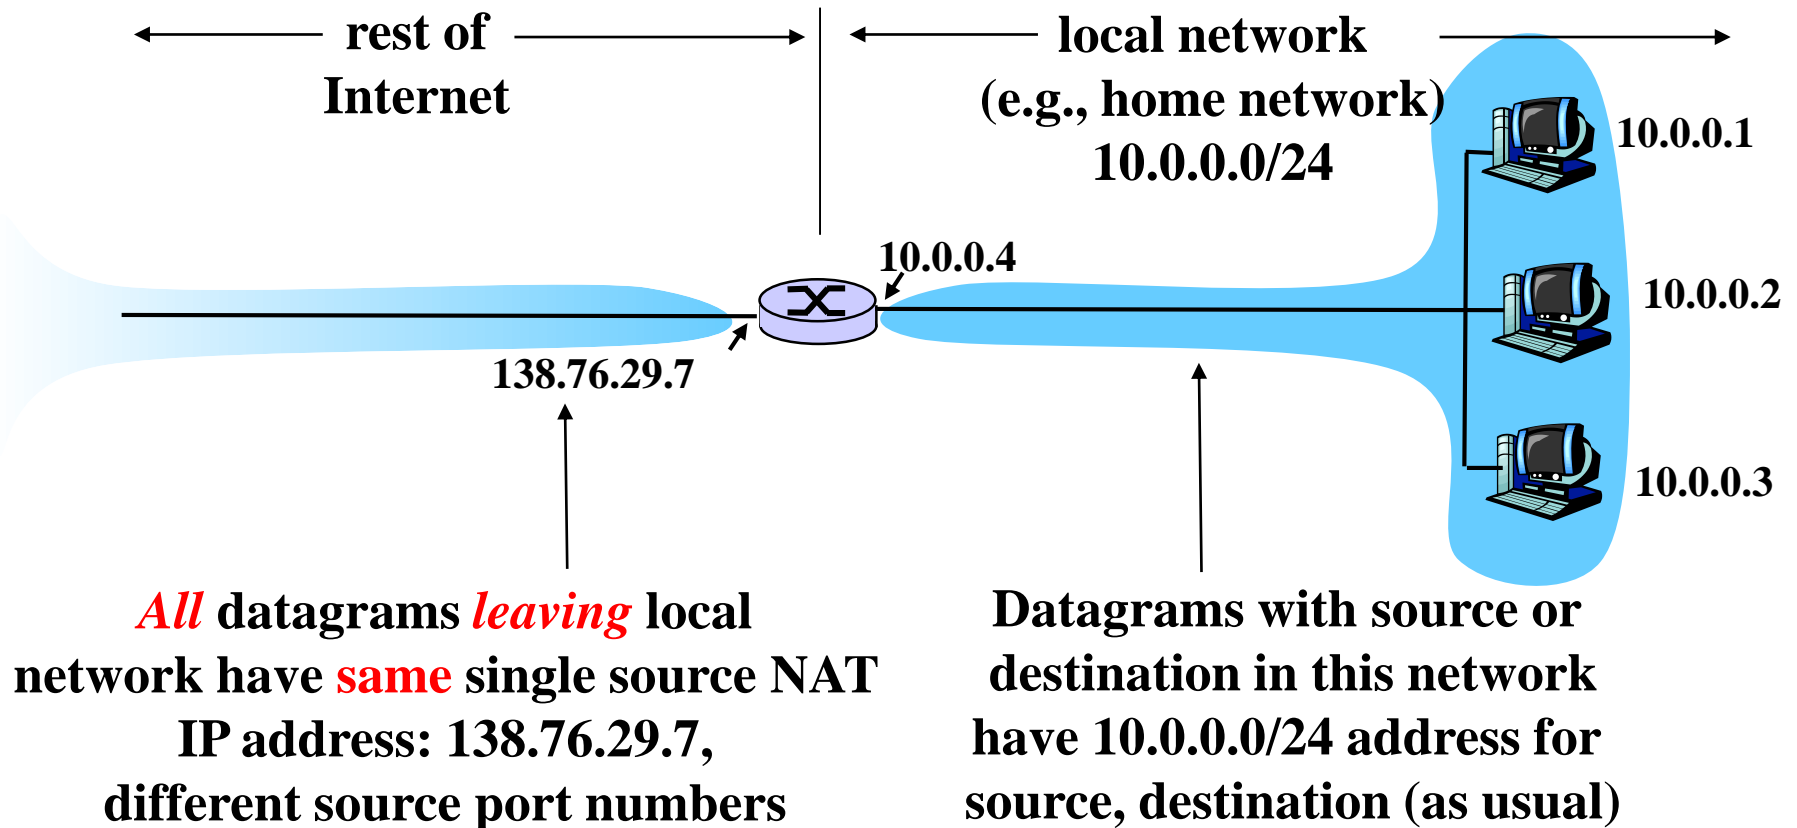 rest of
Internet
local network
(e.g., home network)
10.0.0.0/24
10.0.0.1
10.0.0.4
10.0.0.2
138.76.29.7
10.0.0.3
All datagrams leaving local
network have same single source NAT
IP address: 138.76.29.7,
different source port numbers
Datagrams with source or
destination in this network
have 10.0.0.0/24 address for
source, destination (as usual)